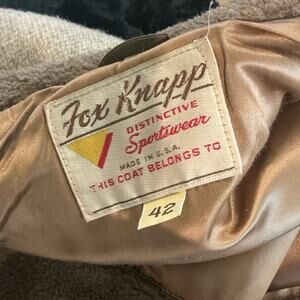 Fox Knapp
DISTINCTIVE
Sportswear
MADE IN U.S.A.
THIS COAT BELONGS TO
42